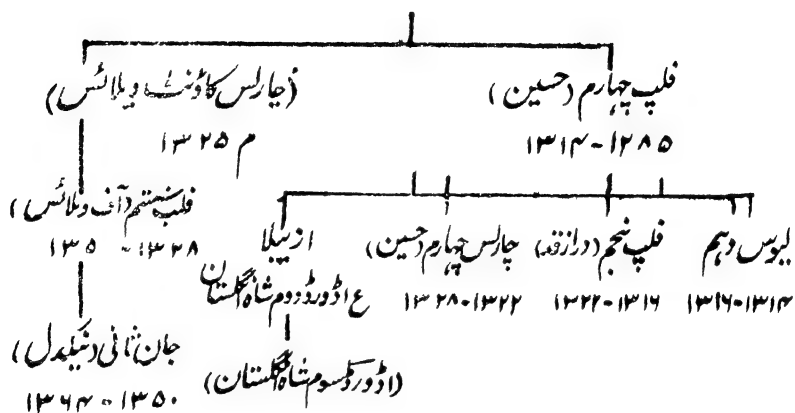 فلپ چہارم (حسین)
۱۲۸۵-۱۳۱۴
(چارلس کاؤنٹ ویلائس)
م ۱۳۲۵
لیوس دہم
۱۳۱۴-۱۳۱۶
فلپ پنجم (دراز قد)
۱۳۱۶-۱۳۲۲
چارلس چہارم (حسین)
۱۳۲۲-۱۳۲۸
ازیبلا
ع اڈورڈ دوم شاہ انگلستان
(اڈورڈ سوم شاہ انگلستان)
فلپ ششم (آف ویلائس)
۱۳۲۸-۱۳۵۰
جان ثانی (نیکدل)
۱۳۵۰-۱۳۶۴